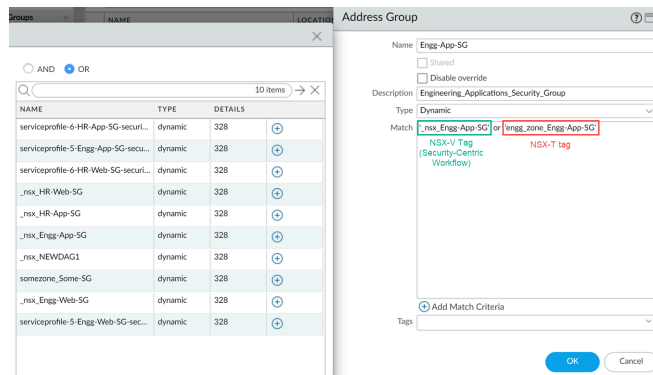 Groups
NAME
LOCATION
AND
OR
10 items
NAME
TYPE
DETAILS
serviceprofile-6-HR-App-SG-securi... dynamic 328
serviceprofile-5-Engg-App-SG-secu... dynamic 328
serviceprofile-6-HR-Web-SG-securi... dynamic 328
_nsx_HR-Web-SG dynamic 328
_nsx_HR-App-SG dynamic 328
_nsx_Engg-App-SG dynamic 328
_nsx_NEWDAG1 dynamic 328
somezone_Some-SG dynamic 328
_nsx_Engg-Web-SG dynamic 328
serviceprofile-5-Engg-Web-SG-sec... dynamic 328
Address Group
Name Engg-App-SG
Shared
Disable override
Description Engineering_Applications_Security_Group
Type Dynamic
Match '_nsx_Engg-App-SG' or 'engg_zone_Engg-App-SG'
NSX-V Tag
(Security-Centric
Workflow)
NSX-T tag
Add Match Criteria
Tags
OK
Cancel